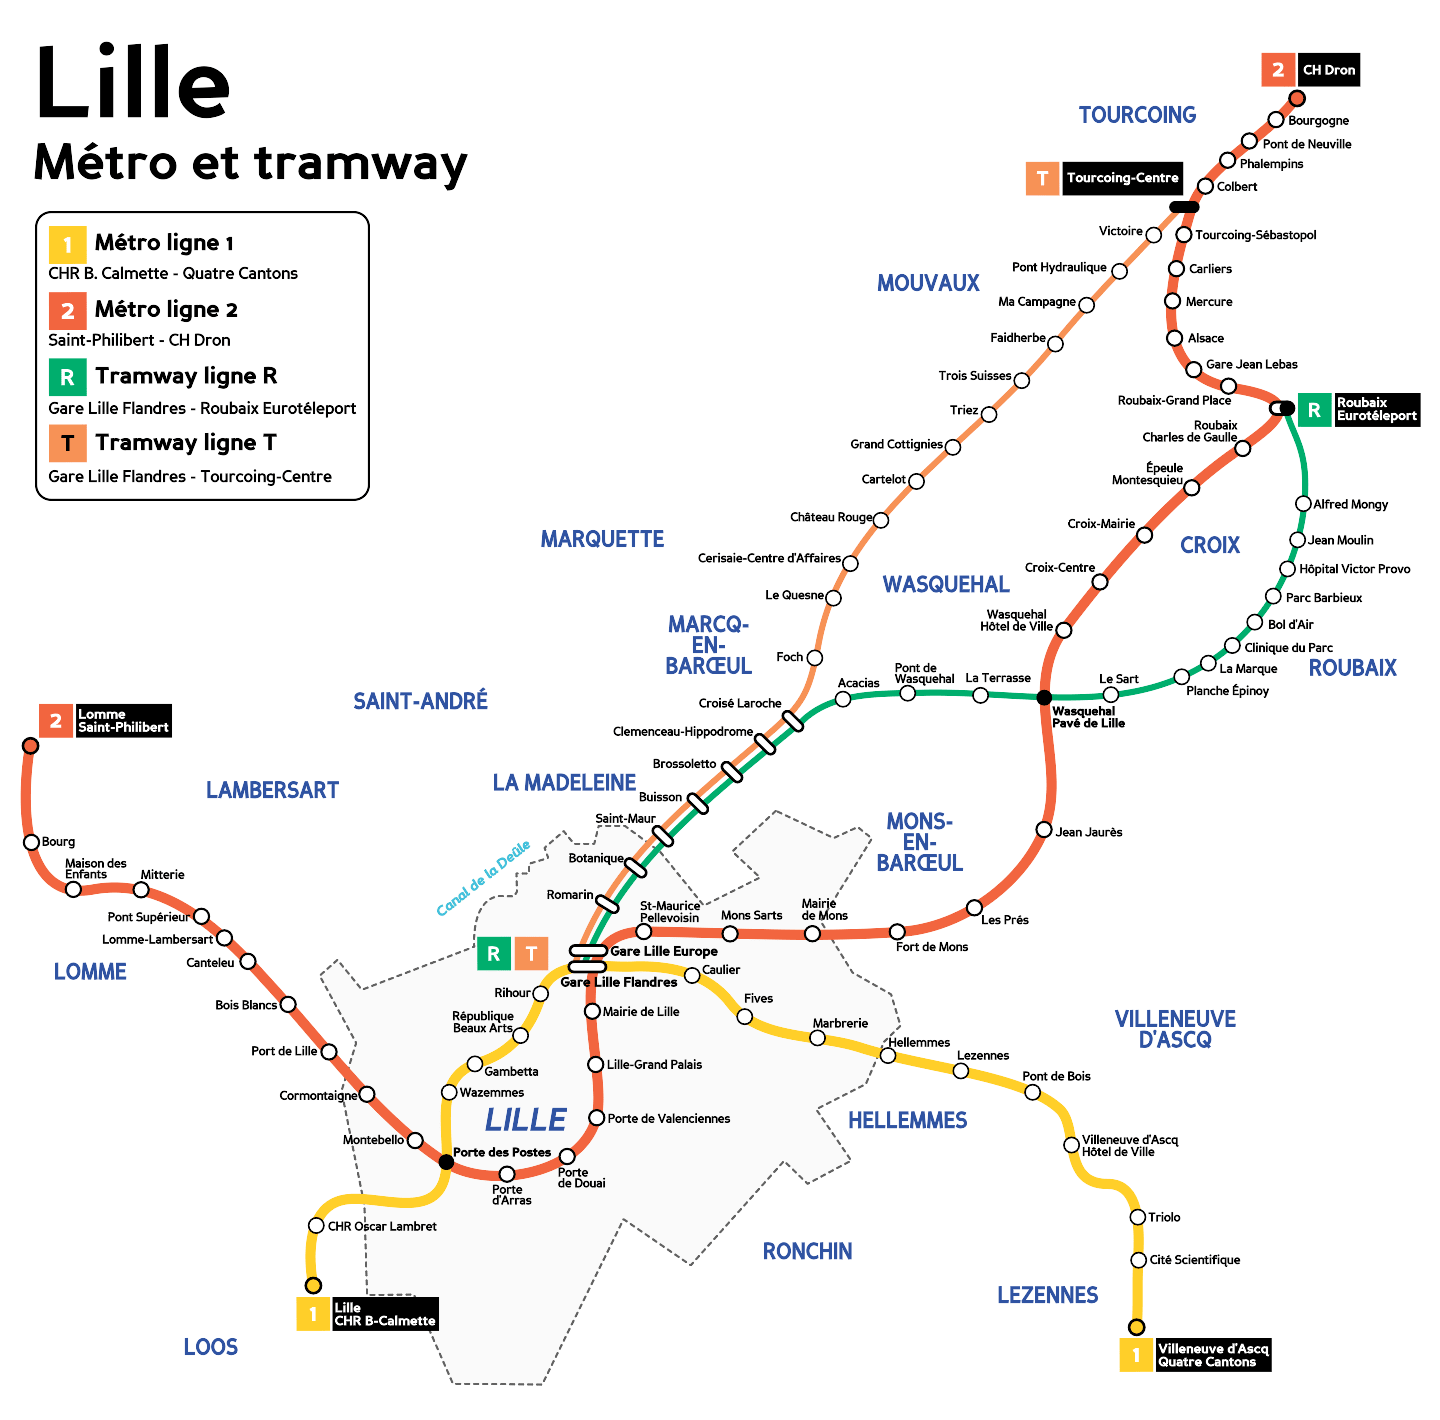 Lille
Métro et tramway
1 Métro ligne 1
CHR B. Calmette - Quatre Cantons
2 Métro ligne 2
Saint-Philibert - CH Dron
R Tramway ligne R
Gare Lille Flandres - Roubaix Eurotéleport
T Tramway ligne T
Gare Lille Flandres - Tourcoing-Centre
2 CH Dron
TOURCOING
Bourgogne
Pont de Neuville
Phalempins
T Tourcoing-Centre
Colbert
Victoire
Tourcoing-Sébastopol
Pont Hydraulique
Carliers
MOUVAUX
Ma Campagne
Mercure
Faidherbe
Alsace
Gare Jean Lebas
Trois Suisses
Roubaix-Grand Place
R Roubaix
Eurotéleport
Triez
Roubaix
Charles de Gaulle
Grand Cottignies
Épeule
Montesquieu
Cartelot
Alfred Mongy
Château Rouge
Croix-Mairie
MARQUETTE
Jean Moulin
CROIX
Cerisaie-Centre d'Affaires
Croix-Centre
Hôpital Victor Provo
WASQUEHAL
Le Quesne
Parc Barbieux
Wasquehal
Hôtel de Ville
Bol d'Air
MARCQ-
EN-
BARŒUL
Foch
Clinique du Parc
La Marque
ROUBAIX
Pont de
Wasquehal
La Terrasse
Le Sart
Planche Épinoy
Acacias
SAINT-ANDRÉ
Croisé Laroche
Wasquehal
Pavé de Lille
2 Lomme
Saint-Philibert
Clemenceau-Hippodrome
Brossoletto
LAMBERSART
LA MADELEINE
Buisson
Saint-Maur
MONS-
EN-
BARŒUL
Jean Jaurès
Bourg
Canal de la Deûle
Botanique
Maison des
Enfants
Mitterie
Romarin
St-Maurice
Pellevoisin
Mons Sarts
Mairie
de Mons
Les Prés
Pont Supérieur
Lomme-Lambersart
Fort de Mons
R T
Gare Lille Europe
Canteleu
LOMME
Gare Lille Flandres
Caulier
Rihour
Bois Blancs
Fives
République
Beaux Arts
Mairie de Lille
Marbrerie
VILLENEUVE
D'ASCQ
Hellemmes
Port de Lille
Lezennes
Lille-Grand Palais
Gambetta
Pont de Bois
Cormontaigne
Wazemmes
LILLE
Porte de Valenciennes
HELLEMMES
Montebello
Villeneuve d'Ascq
Hôtel de Ville
Porte des Postes
Porte
d'Arras
Porte
de Douai
CHR Oscar Lambret
Triolo
RONCHIN
Cité Scientifique
LEZENNES
1 Lille
CHR B-Calmette
LOOS
1 Villeneuve d'Ascq
Quatre Cantons